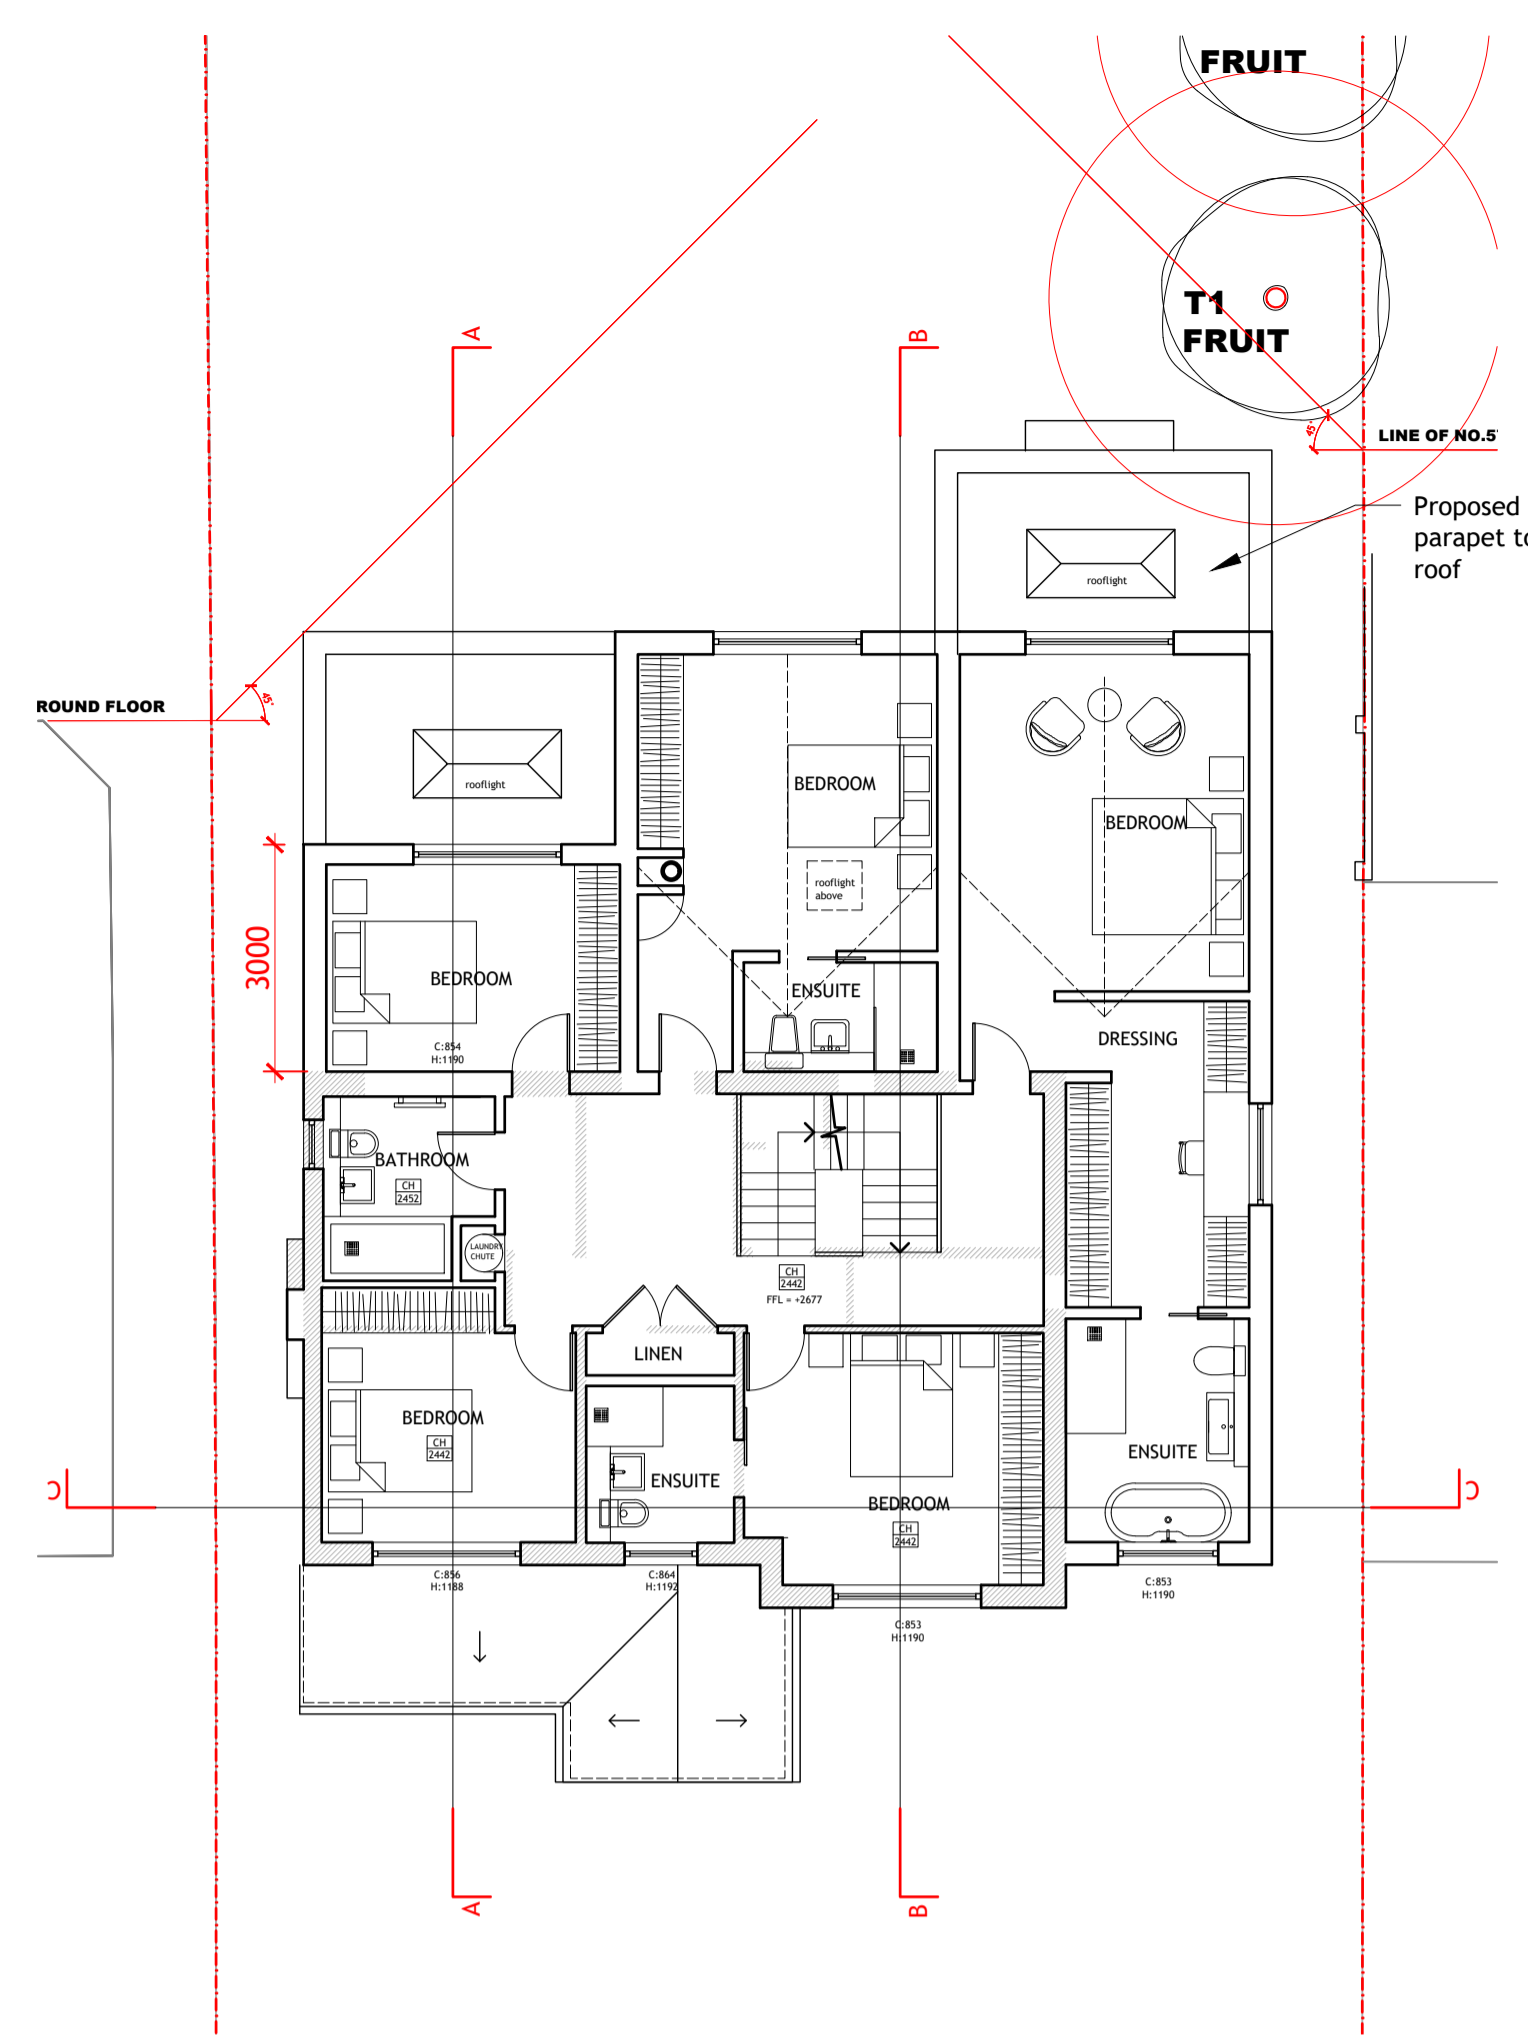 FRUIT
T1
FRUIT
A
B
45°
LINE OF NO.5
Proposed
parapet to
roof
rooflight
ROUND FLOOR
45°
rooflight
BEDROOM
BEDROOM
rooflight
above
3000
BEDROOM
ENSUITE
C:854
H:1190
DRESSING
BATHROOM
CH
2452
LAUNDRY
CHUTE
CH
2442
FFL = +2677
LINEN
BEDROOM
CH
2442
ENSUITE
ENSUITE
BEDROOM
CH
2442
C
C
C:856
H:1188
C:864
H:1192
C:853
H:1190
C:853
H:1190
A
B